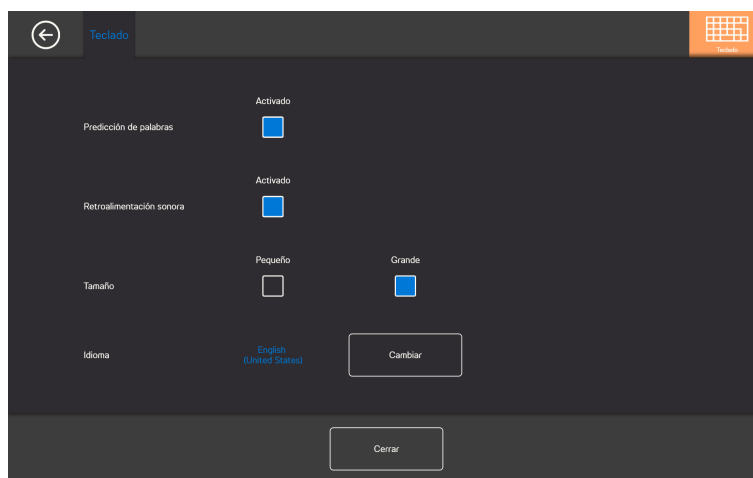 Teclado
Teclado
Activado
Predicción de palabras
Activado
Retroalimentación sonora
Pequeño Grande
Tamaño
Idioma
English
(United States)
Cambiar
Cerrar